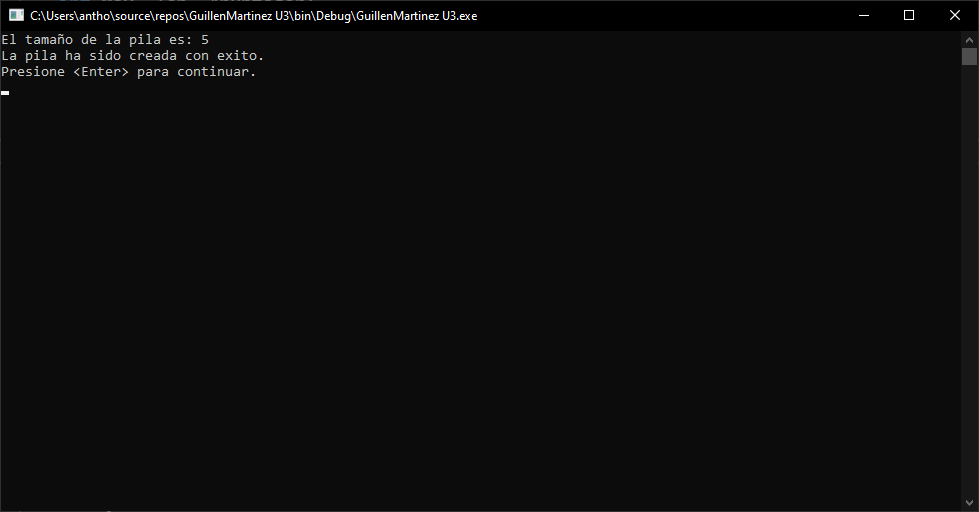 C:\Users\antho\source\repos\GuillenMartinez U3\bin\Debug\GuillenMartinez U3.exe
El tamaño de la pila es: 5
La pila ha sido creada con exito.
Presione <Enter> para continuar.